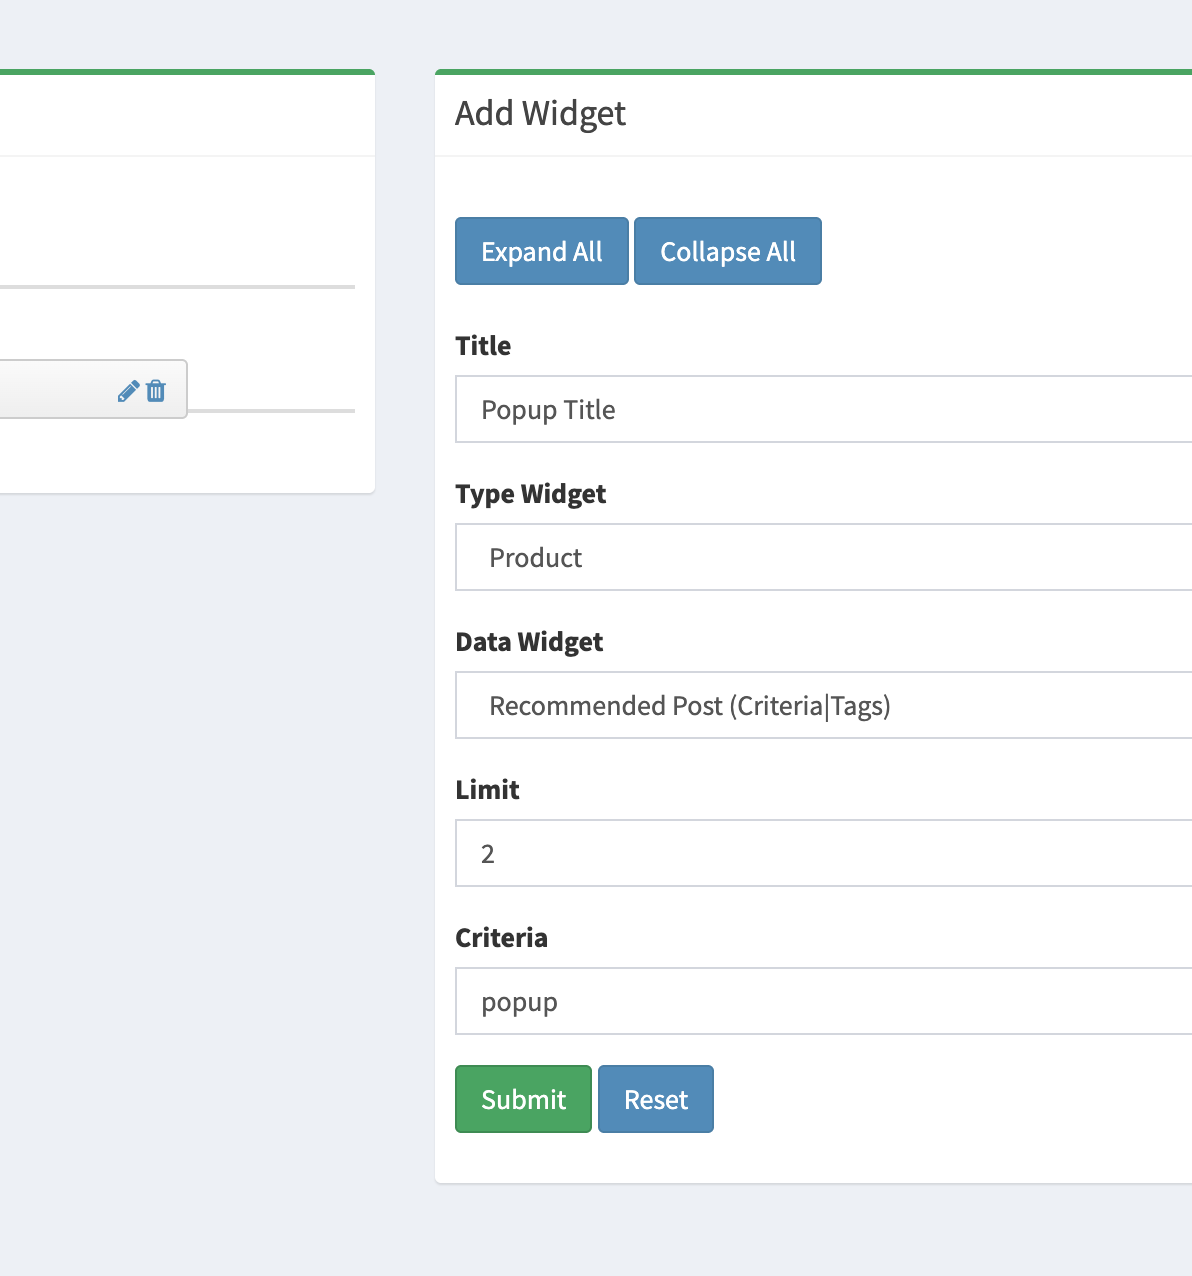 Add Widget
Expand All Collapse All
Title
Popup Title
Type Widget
Product
Data Widget
Recommended Post (Criteria|Tags)
Limit
2
Criteria
popup
Submit Reset